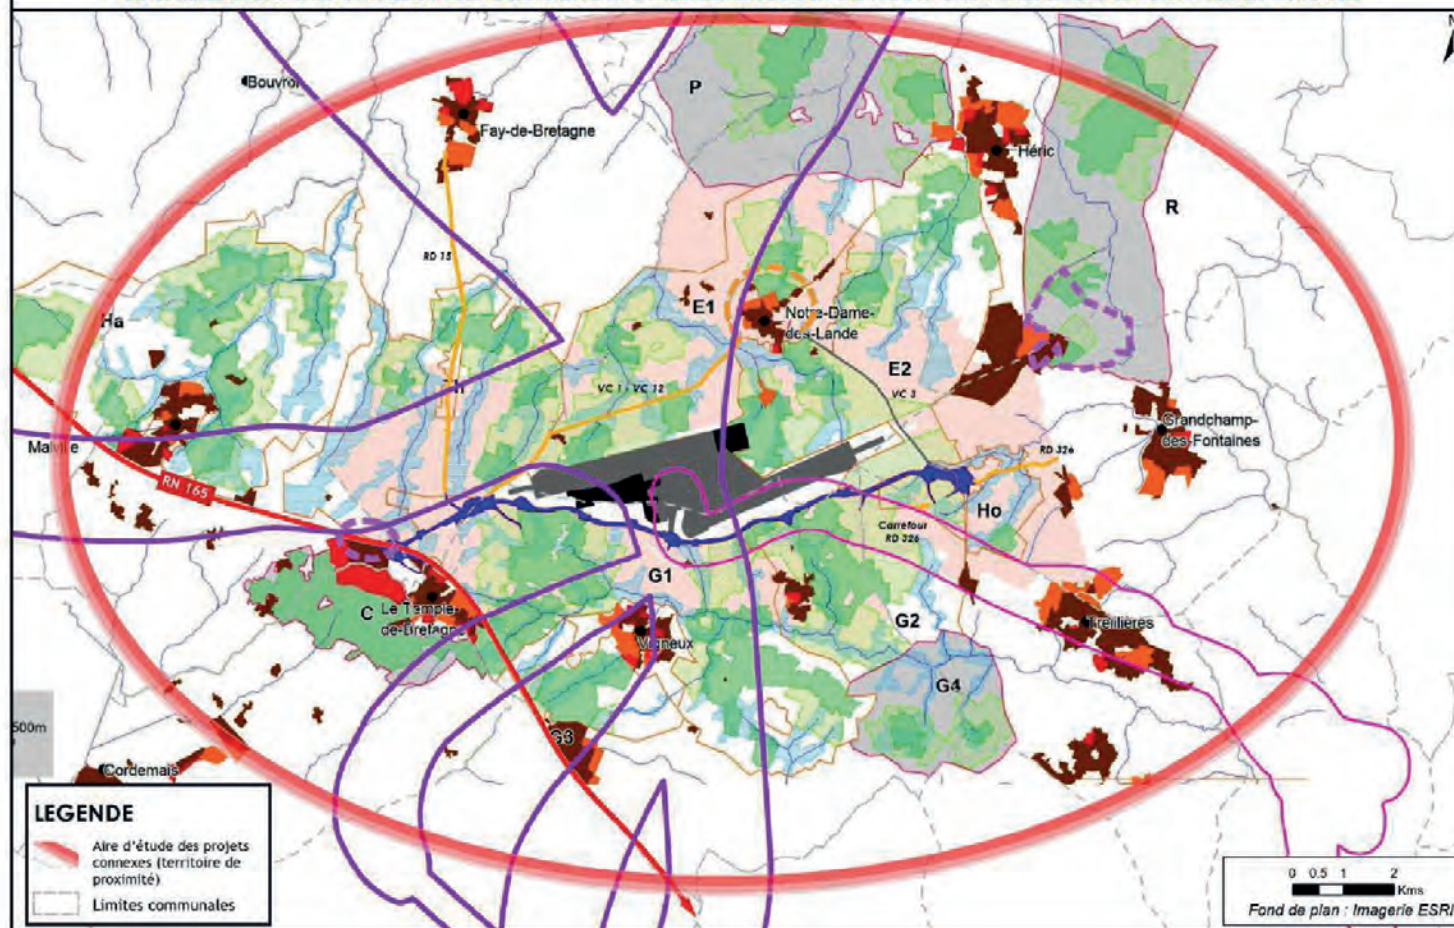 P
Bouvron
Fay-de-Bretagne
Héric
R
RD 15
E1
Notre-Dame-
des-Lande
Ha
E2
VC 1 - VC 12
VC 3
Grandchamp-
des-Fontaines
Malville
RD 326
RN 165
Ho
Carrefour
RD 326
G1
C
Le Temple-
de-Bretagne
G2
Treillières
Vigneux
G4
500m
G3
Cordemais
LEGENDE
Aire d'étude des projets
connexes (territoire de
proximité)
Limites communales
0 0.5 1 2
Kms
Fond de plan : Imagerie ESRI